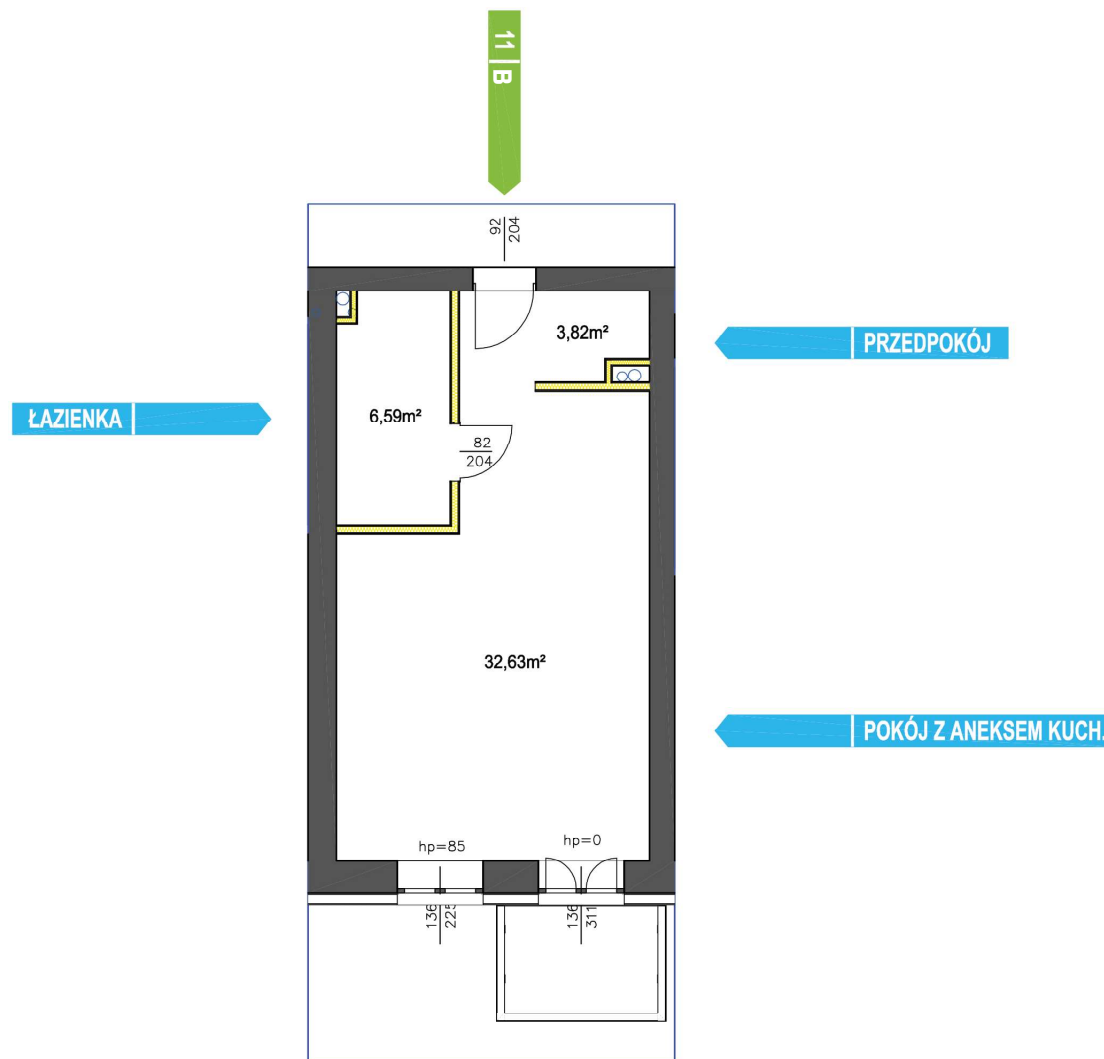 11 B
92
204
3,82m²
PRZEDPOKÓJ
6,59m²
ŁAZIENKA
82
204
32,63m²
POKÓJ Z ANEKSEM KUCH.
hp=85
hp=0
136
225
136
311